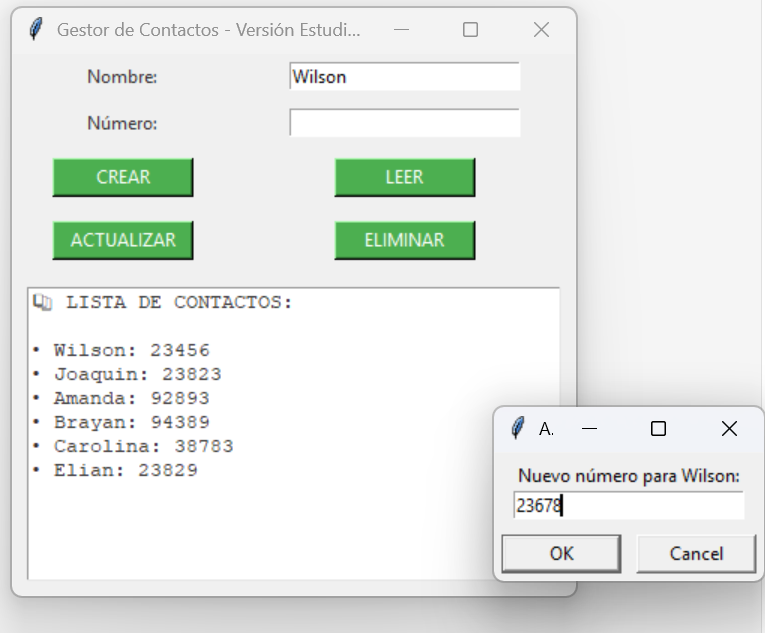 Gestor de Contactos - Versión Estudi...
Nombre: Wilson
Número:
CREAR LEER
ACTUALIZAR ELIMINAR
LISTA DE CONTACTOS:
• Wilson: 23456
• Joaquin: 23823
• Amanda: 92893
• Brayan: 94389
• Carolina: 38783
• Elian: 23829
A.
Nuevo número para Wilson:
23678
OK Cancel